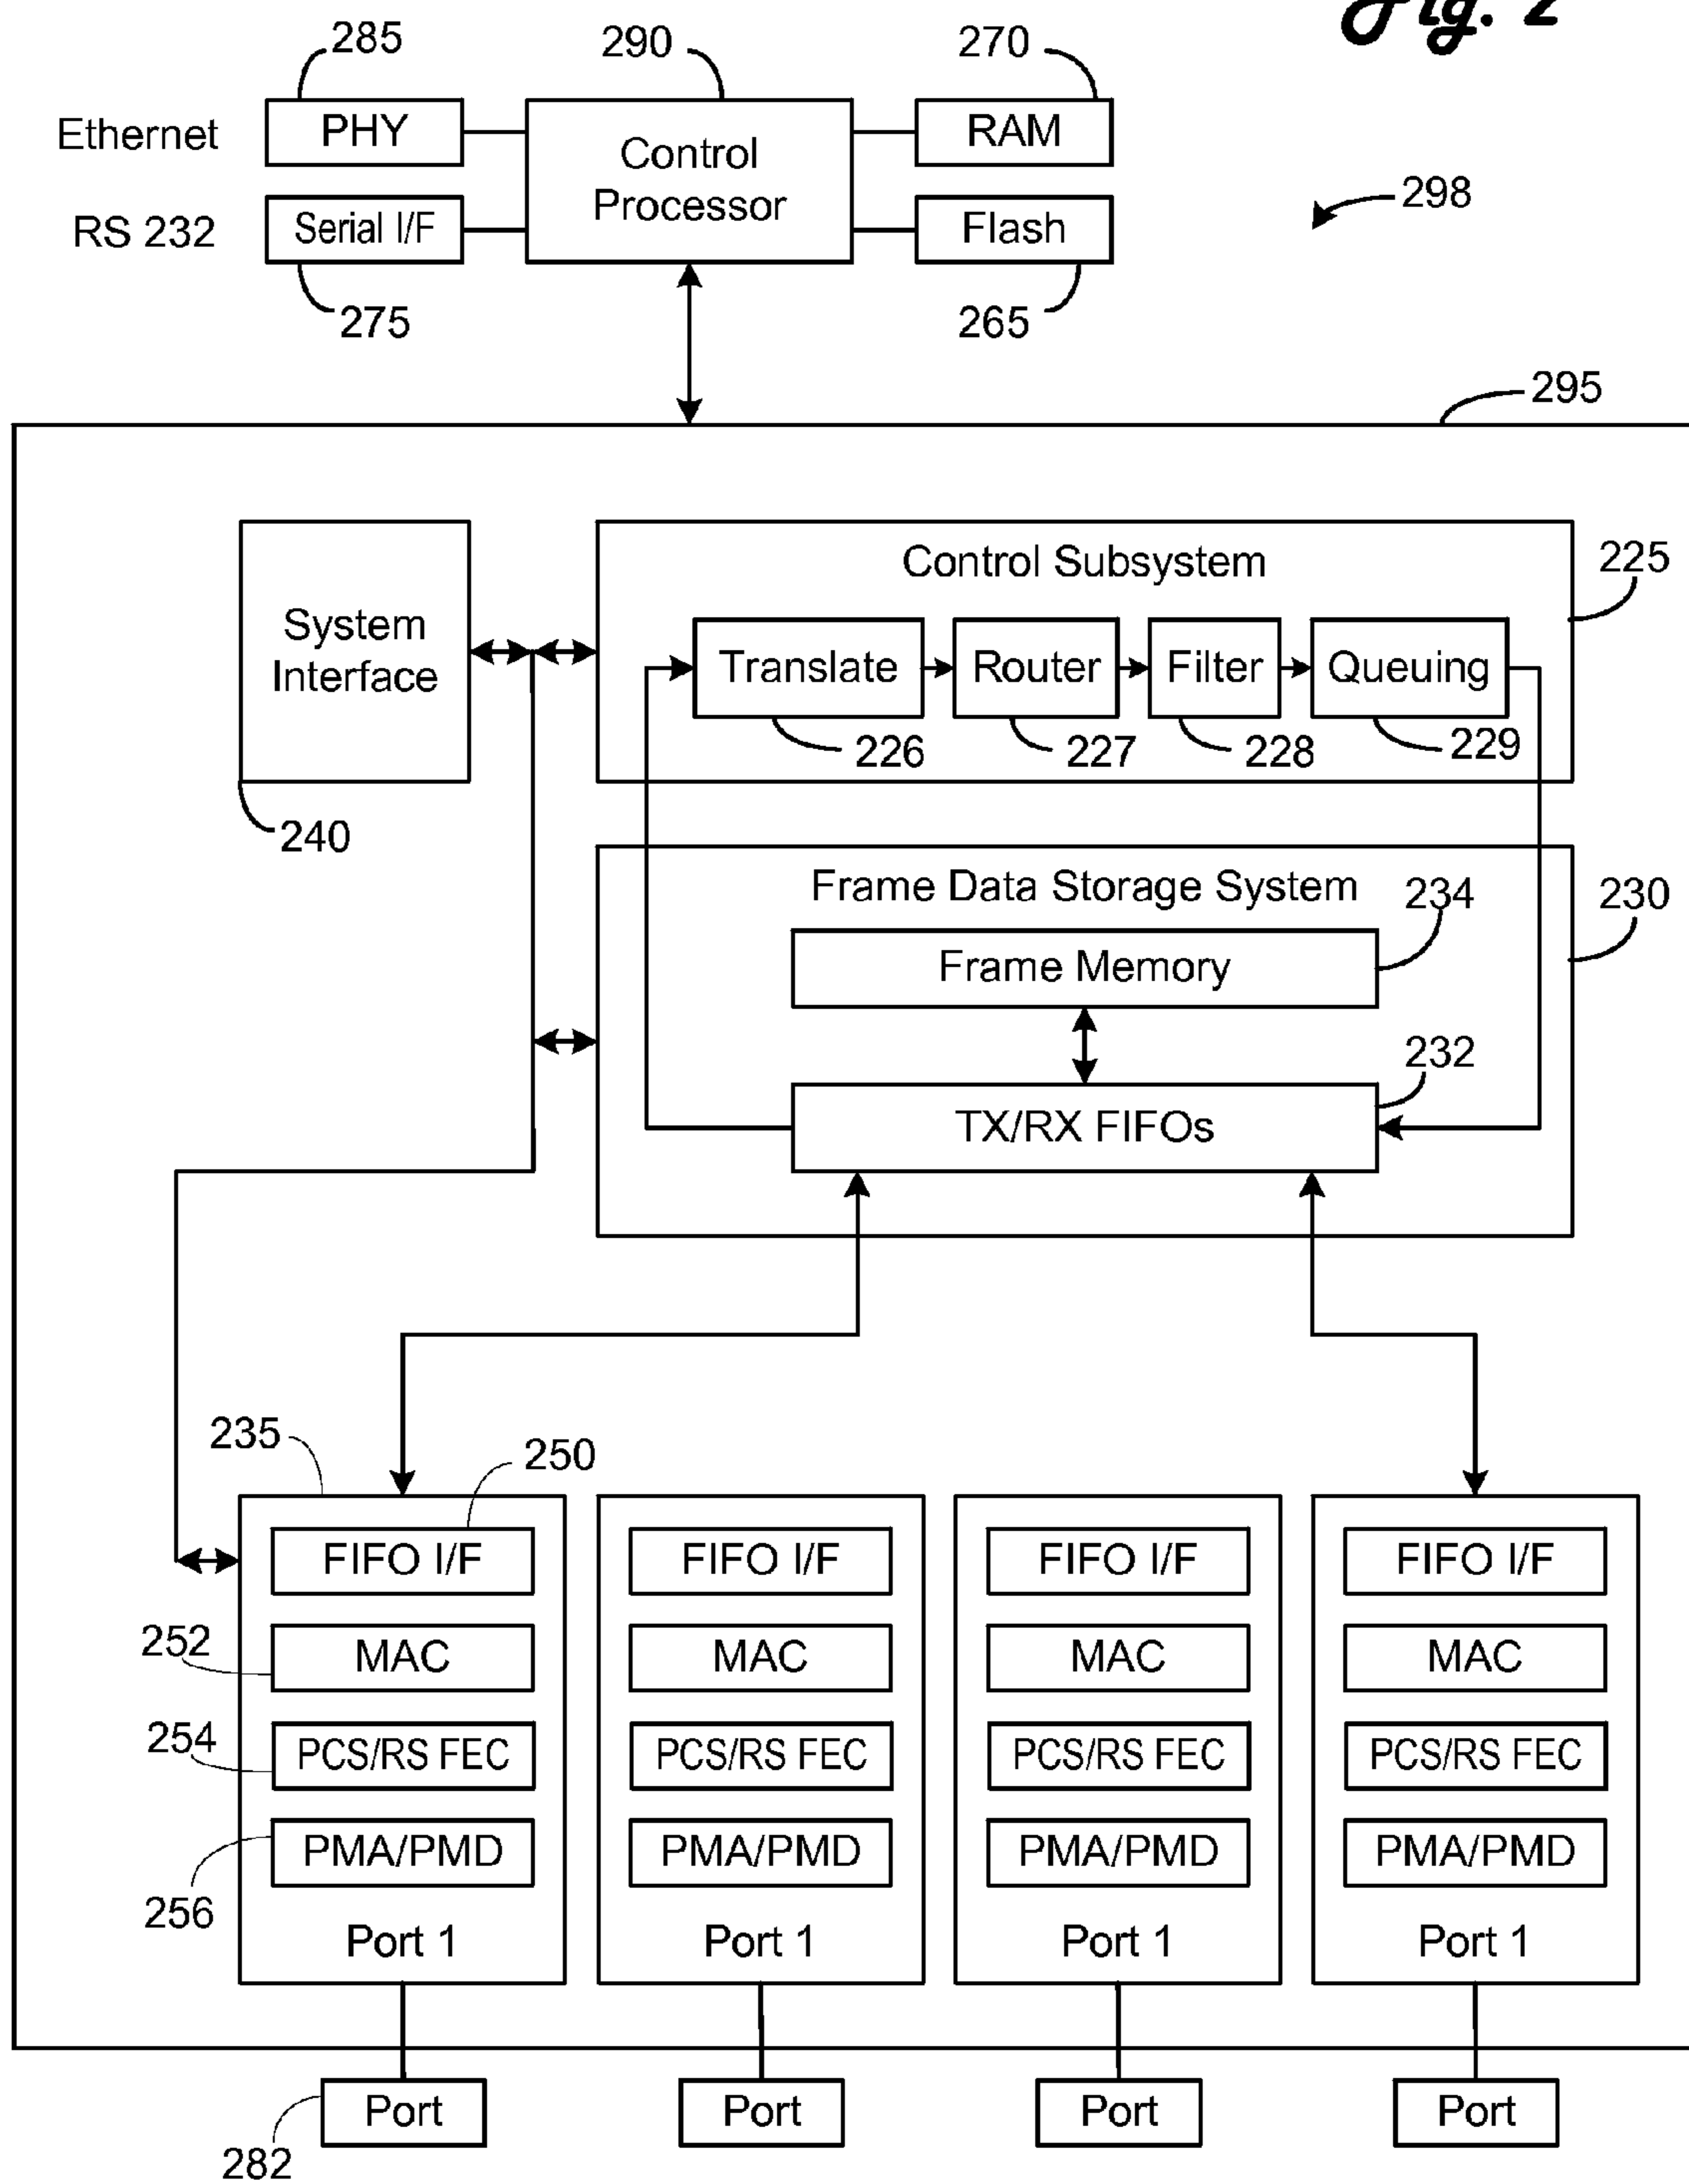 Fig. 2
285
290
270
Ethernet
PHY
Control
Processor
RAM
298
RS 232
Serial I/F
Flash
275
265
295
System
Interface
Control Subsystem
225
Translate
Router
Filter
Queuing
226
227
228
229
240
Frame Data Storage System
234
230
Frame Memory
232
TX/RX FIFOs
235
250
FIFO I/F
FIFO I/F
FIFO I/F
FIFO I/F
252
MAC
MAC
MAC
MAC
254
PCS/RS FEC
PCS/RS FEC
PCS/RS FEC
PCS/RS FEC
PMA/PMD
PMA/PMD
PMA/PMD
PMA/PMD
256
Port 1
Port 1
Port 1
Port 1
Port
Port
Port
Port
282